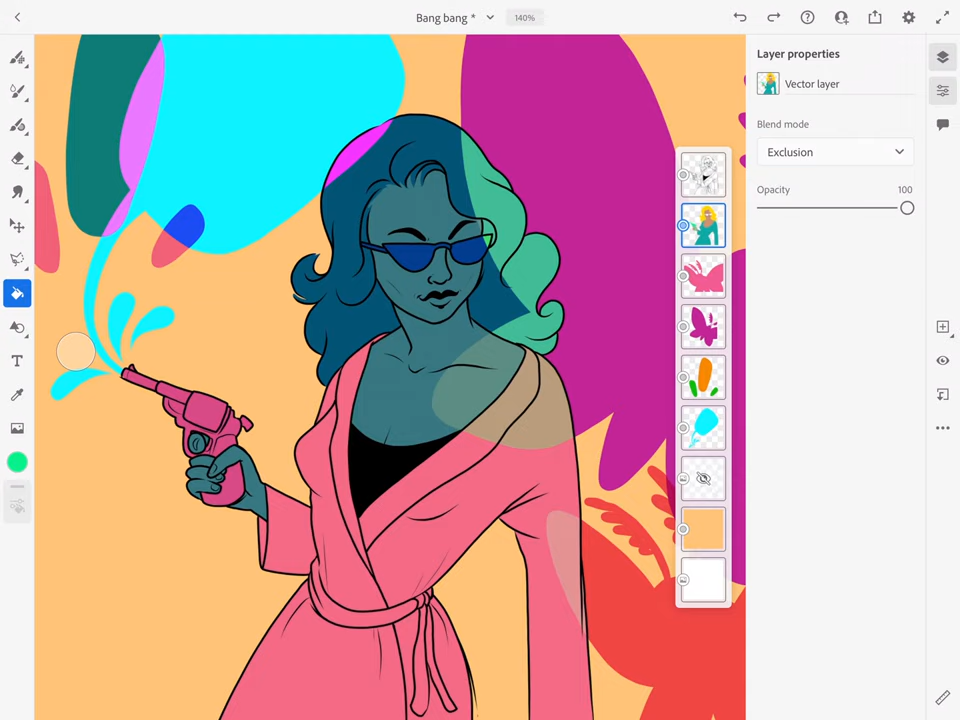 Bang bang *
140%
Layer properties
Vector layer
Blend mode
Exclusion
Opacity
100
T